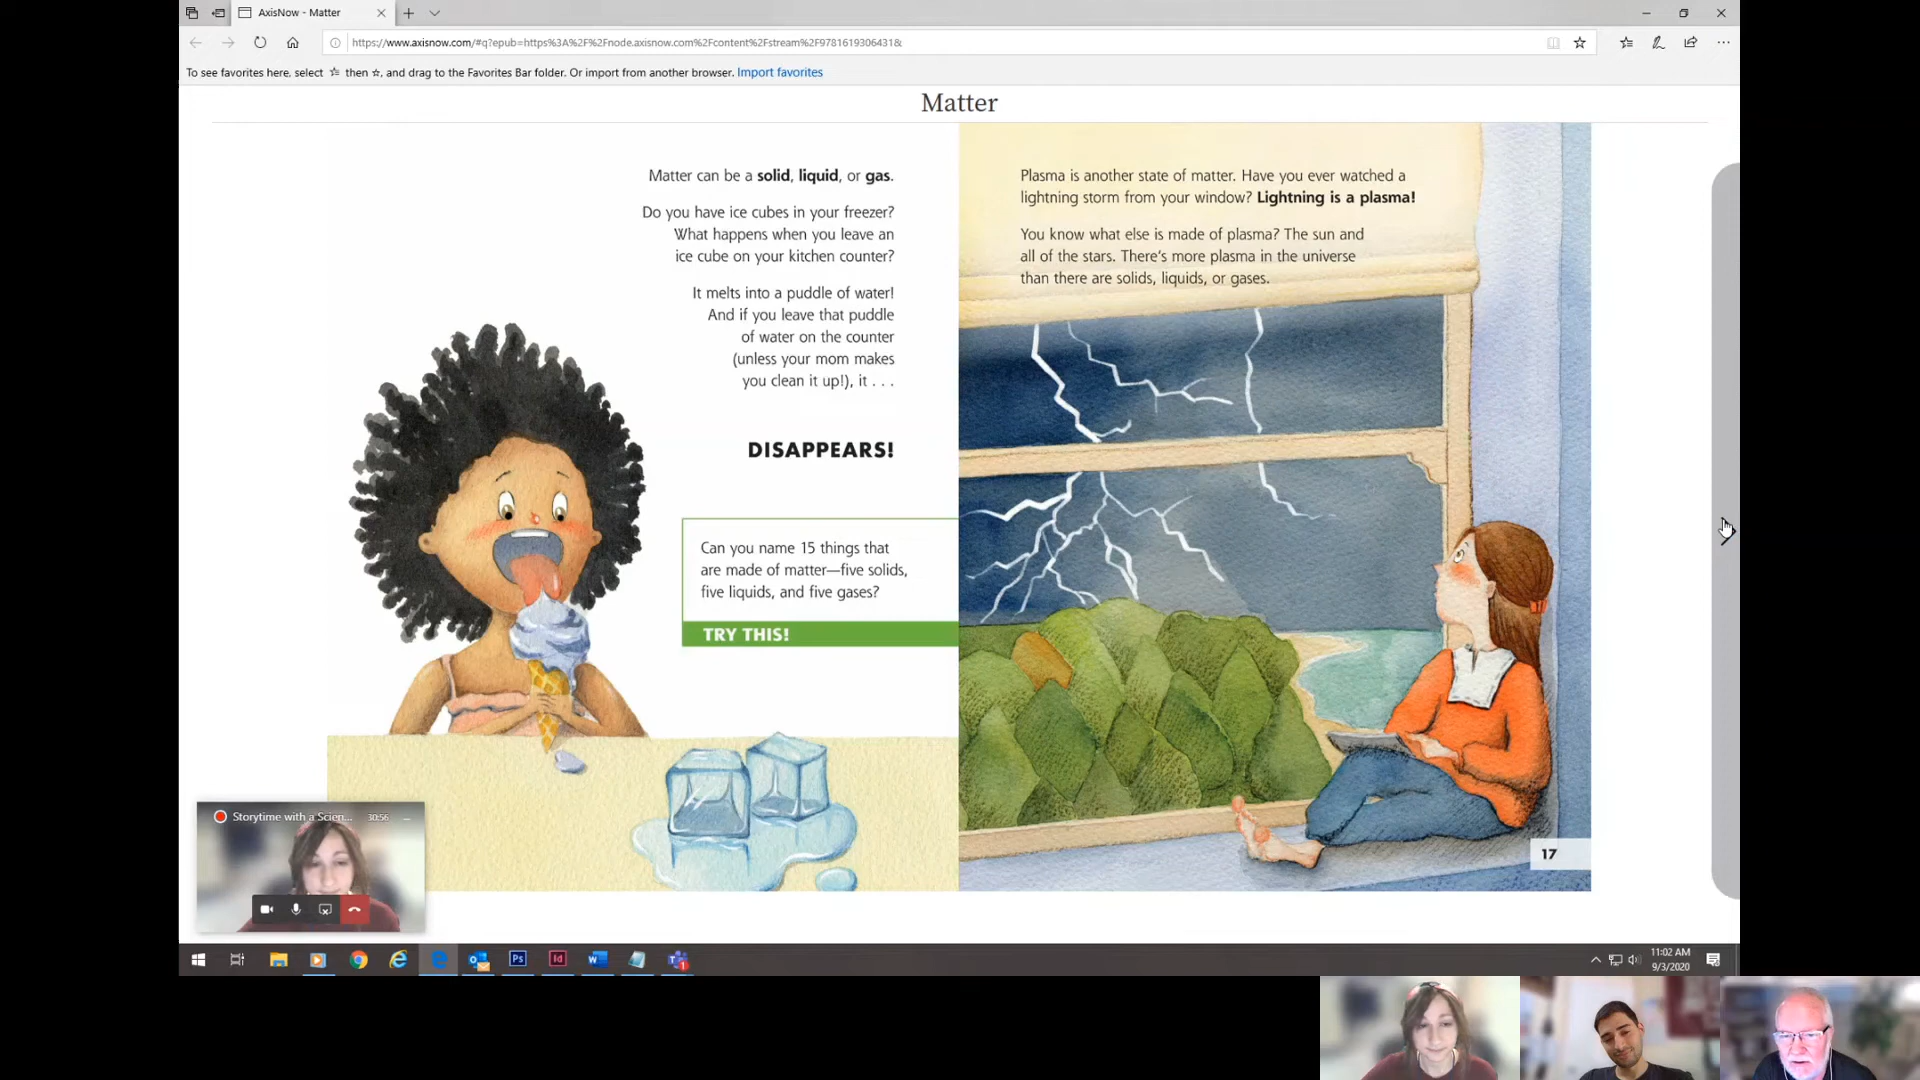 AxisNow - Matter
https://www.axisnow.com/#q?epub=https%3A%2F%2Fnode.axisnow.com%2Fcontent%2Fstream%2F9781619306431&
To see favorites here, select ☆ then ☆, and drag to the Favorites Bar folder. Or import from another browser. Import favorites
Matter
Matter can be a solid, liquid, or gas.
Do you have ice cubes in your freezer?
What happens when you leave an
ice cube on your kitchen counter?
It melts into a puddle of water!
And if you leave that puddle
of water on the counter
(unless your mom makes
you clean it up!), it . . .
DISAPPEARS!
Can you name 15 things that
are made of matter—five solids,
five liquids, and five gases?
TRY THIS!
Plasma is another state of matter. Have you ever watched a
lightning storm from your window? Lightning is a plasma!
You know what else is made of plasma? The sun and
all of the stars. There's more plasma in the universe
than there are solids, liquids, or gases.
17
Storytime with a Scien... 30:56
Ps
Id
11:02 AM
9/3/2020